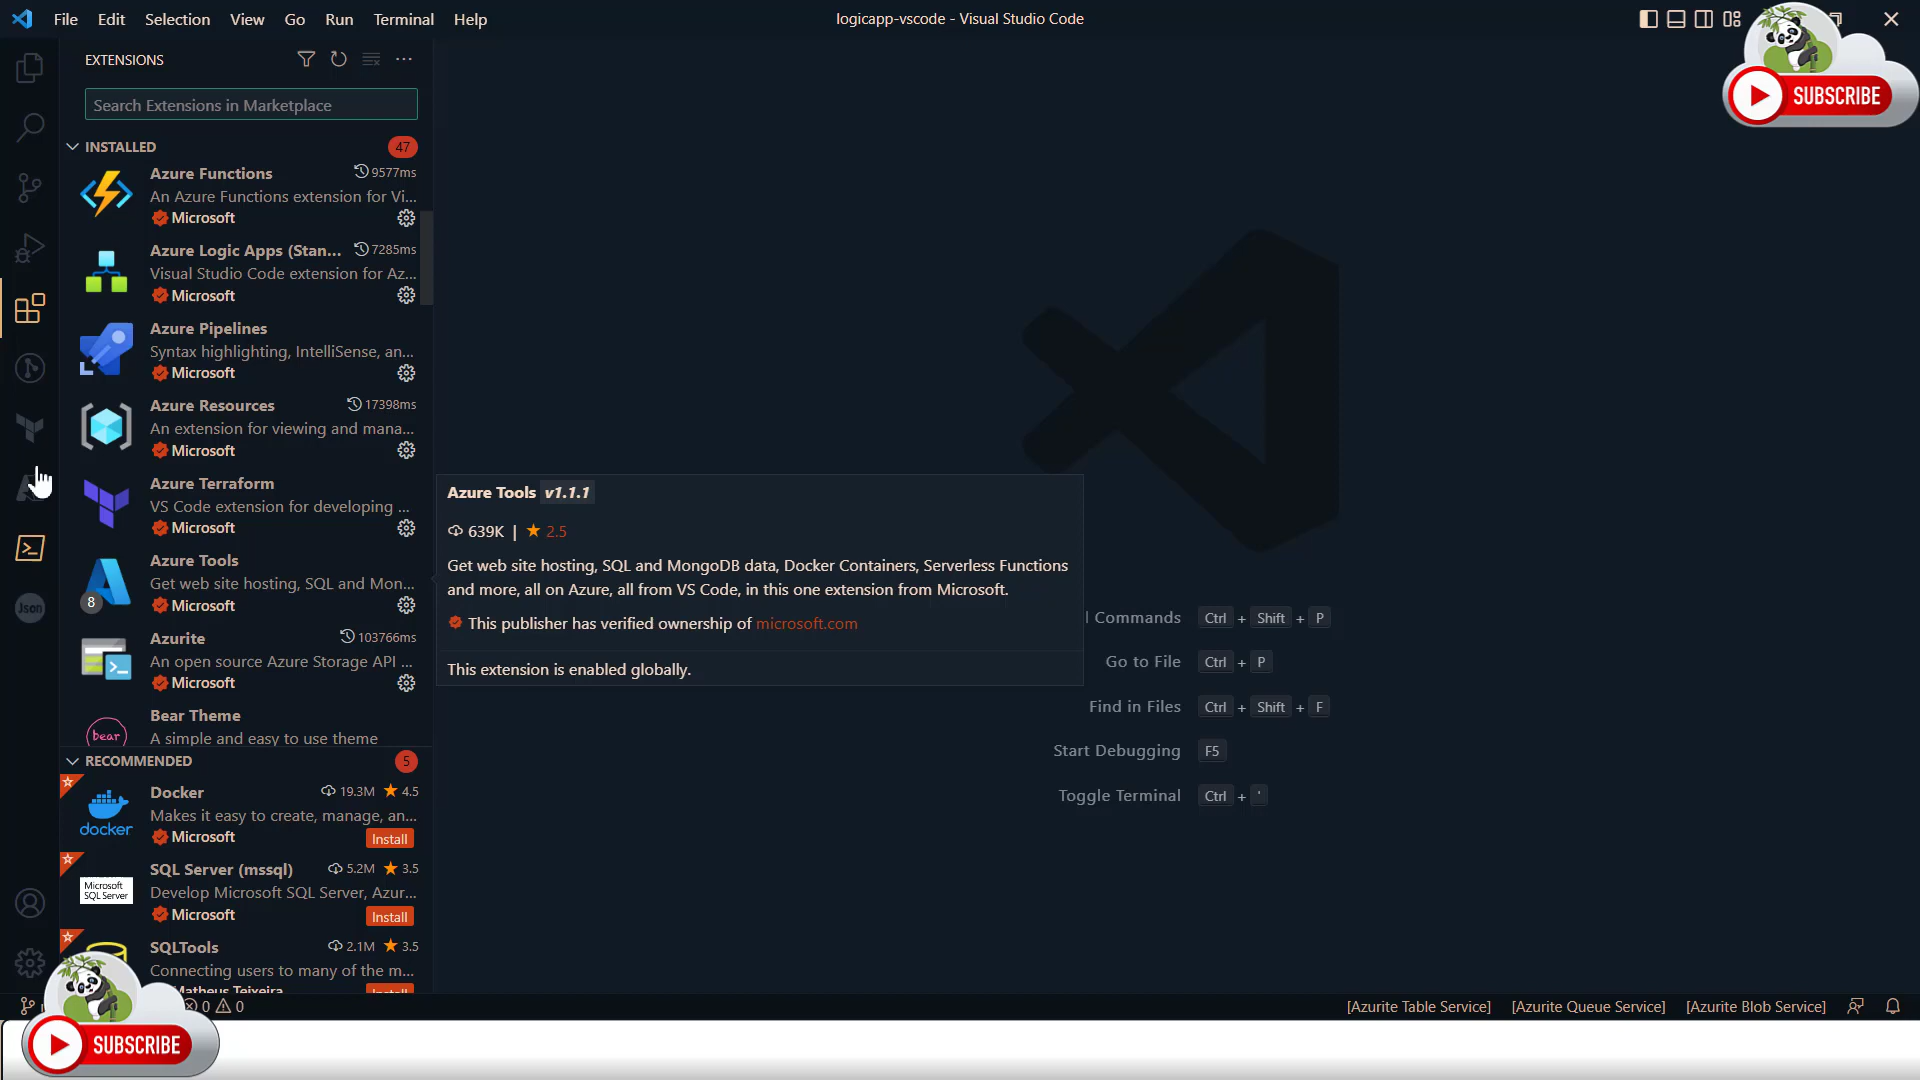 File Edit Selection View Go Run Terminal Help
logicapp-vscode - Visual Studio Code
SUBSCRIBE
EXTENSIONS
Search Extensions in Marketplace
INSTALLED 47
Azure Functions 9577ms
An Azure Functions extension for Vi...
Microsoft
Azure Logic Apps (Stan... 7285ms
Visual Studio Code extension for Az...
Microsoft
Azure Pipelines
Syntax highlighting, IntelliSense, an...
Microsoft
Azure Resources 17398ms
An extension for viewing and mana...
Microsoft
Azure Terraform
VS Code extension for developing ...
Microsoft
Azure Tools
Get web site hosting, SQL and Mon...
8
Microsoft
Azurite 103766ms
An open source Azure Storage API ...
Microsoft
Bear Theme
bear
A simple and easy to use theme
Json
RECOMMENDED 5
Docker 19.3M 4.5
Makes it easy to create, manage, an...
docker
Microsoft Install
SQL Server (mssql) 5.2M 3.5
Microsoft
SQL Server
Develop Microsoft SQL Server, Azur...
Microsoft Install
SQLTools 2.1M 3.5
Connecting users to many of the m...
Matheus Teixeira Install
Azure Tools v1.1.1
639K | 2.5
Get web site hosting, SQL and MongoDB data, Docker Containers, Serverless Functions
and more, all on Azure, all from VS Code, in this one extension from Microsoft.
This publisher has verified ownership of microsoft.com
This extension is enabled globally.
l Commands Ctrl + Shift + P
Go to File Ctrl + P
Find in Files Ctrl + Shift + F
Start Debugging F5
Toggle Terminal Ctrl + '
0 0
[Azurite Table Service] [Azurite Queue Service] [Azurite Blob Service]
SUBSCRIBE